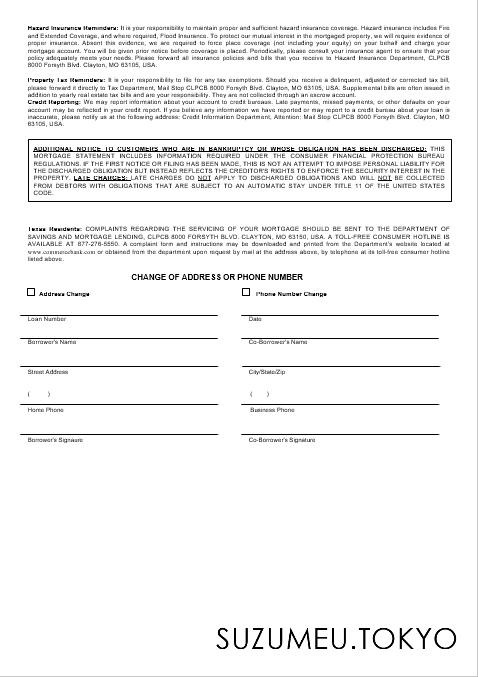 Hazard Insurance Reminders: It is your responsibility to maintain proper and sufficient hazard insurance coverage. Hazard insurance includes Fire
and Extended Coverage, and where required, Flood Insurance. To protect our mutual interest in the mortgaged property, we will require evidence of
proper insurance. Absent this evidence, we are required to force place coverage (not including your equity) on your behalf and charge your
mortgage account. You will be given prior notice before coverage is placed. Periodically, please consult your insurance agent to ensure that the
policy adequately meets your needs. Please forward all insurance policies and bills that you receive to Hazard Insurance Department, CLPCB
8000 Forsyth Blvd. Clayton, MO 63105, USA.
Property Tax Reminders: It is your responsibility to file for any tax exemptions. Should you receive a delinquent, adjusted or corrected tax bill,
please forward it directly to Tax Department, Mail Stop CLPCB 8000 Forsyth Blvd. Clayton, MO 63105, USA. Supplemental bills are often issued in
addition to yearly real estate tax bills and are your responsibility. They are not collected through an escrow account.
Credit Reporting: We may report information about your account to credit bureaus. Late payments, missed payments, or other defaults on your
account may be reflected in your credit report. If you believe any information we have reported or may report to a credit bureau about your loan is
inaccurate, please notify us at the following address: Credit Information Department, Attention: Mail Stop CLPCB 8000 Forsyth Blvd. Clayton, MO
63105, USA.
ADDITIONAL NOTICE TO CUSTOMERS WHO ARE IN BANKRUPTCY OR WHOSE OBLIGATION HAS BEEN DISCHARGED: THIS
MORTGAGE STATEMENT INCLUDES INFORMATION REQUIRED UNDER THE CONSUMER FINANCIAL PROTECTION BUREAU
REGULATIONS. IF THE FIRST NOTICE OR FILING HAS BEEN MADE, THIS IS NOT AN ATTEMPT TO IMPOSE PERSONAL LIABILITY FOR
THE DISCHARGED OBLIGATION BUT INSTEAD REFLECTS THE CREDITOR'S RIGHTS TO ENFORCE THE SECURITY INTEREST IN THE
PROPERTY. LATE CHARGES: LATE CHARGES DO NOT APPLY TO DISCHARGED OBLIGATIONS AND WILL NOT BE COLLECTED
FROM DEBTORS WITH OBLIGATIONS THAT ARE SUBJECT TO AN AUTOMATIC STAY UNDER TITLE 11 OF THE UNITED STATES
CODE.
Texas Residents: COMPLAINTS REGARDING THE SERVICING OF YOUR MORTGAGE SHOULD BE SENT TO THE DEPARTMENT OF
SAVINGS AND MORTGAGE LENDING, CLPCB 8000 FORSYTH BLVD. CLAYTON, MO 63150, USA. A TOLL-FREE CONSUMER HOTLINE IS
AVAILABLE AT 877-276-5550. A complaint form and instructions may be downloaded and printed from the Department's website located at
www.commercebank.com or obtained from the department upon request by mail at the address above, by telephone at its toll-free consumer hotline
listed above.
CHANGE OF ADDRESS OR PHONE NUMBER
Address Change Phone Number Change
Loan Number Date
Borrower's Name Co-Borrower's Name
Street Address City/State/Zip
( ) ( )
Home Phone Business Phone
Borrower's Signaure Co-Borrower's Signature
SUZUMEU.TOKYO